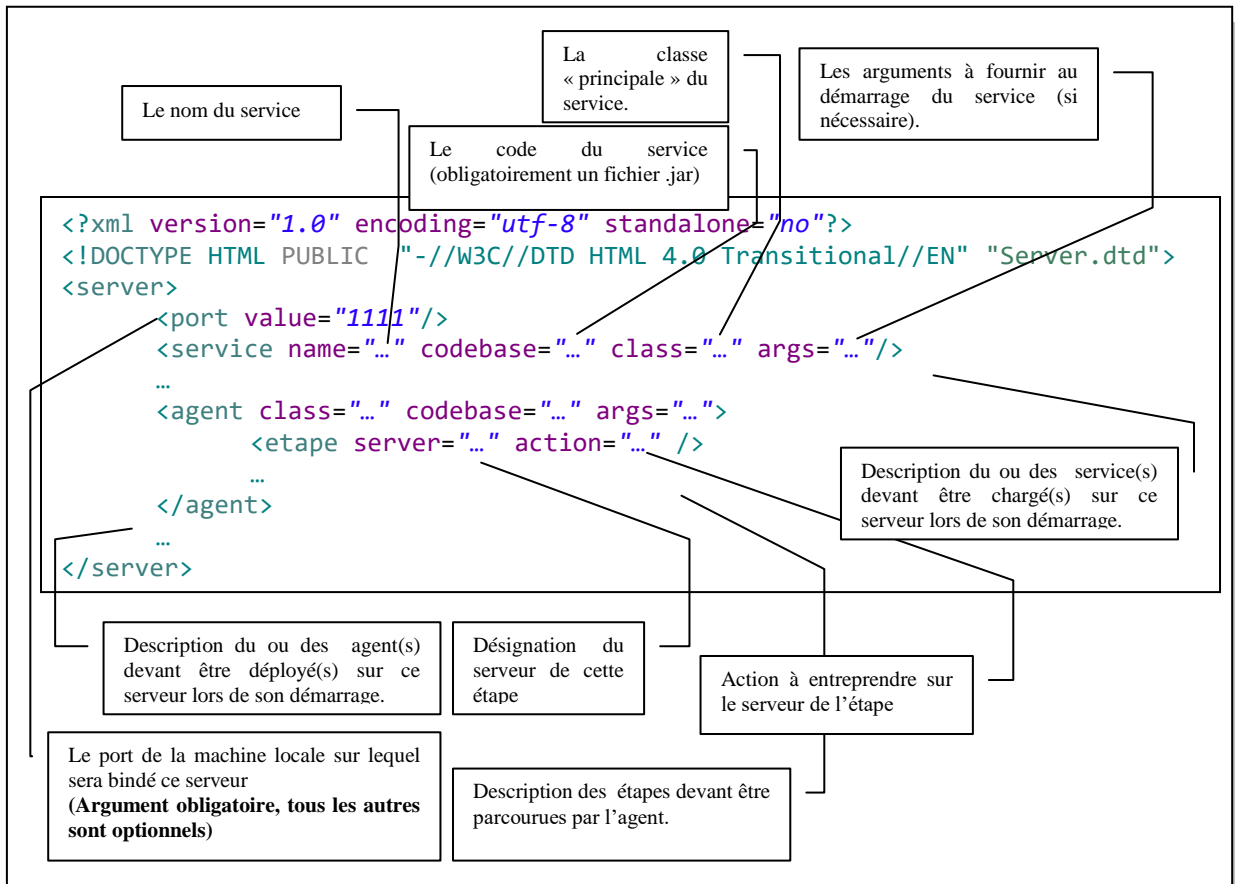 La classe
« principale » du
service.
Les arguments à fournir au
démarrage du service (si
nécessaire).
Le nom du service
Le code du service
(obligatoirement un fichier .jar)
<?xml version="1.0" encoding="utf-8" standalone="no"?>
<!DOCTYPE HTML PUBLIC "-//W3C//DTD HTML 4.0 Transitional//EN" "Server.dtd">
<server>
<port value="1111"/>
<service name="…" codebase="…" class="…" args="…"/>
…
<agent class="…" codebase="…" args="…">
<etape server="…" action="…" />
…
</agent>
…
</server>
Description du ou des service(s)
devant être chargé(s) sur ce
serveur lors de son démarrage.
Description du ou des agent(s)
devant être déployé(s) sur ce
serveur lors de son démarrage.
Désignation du
serveur de cette
étape
Action à entreprendre sur
le serveur de l'étape
Le port de la machine locale sur lequel
sera bindé ce serveur
(Argument obligatoire, tous les autres
sont optionnels)
Description des étapes devant être
parcourues par l'agent.